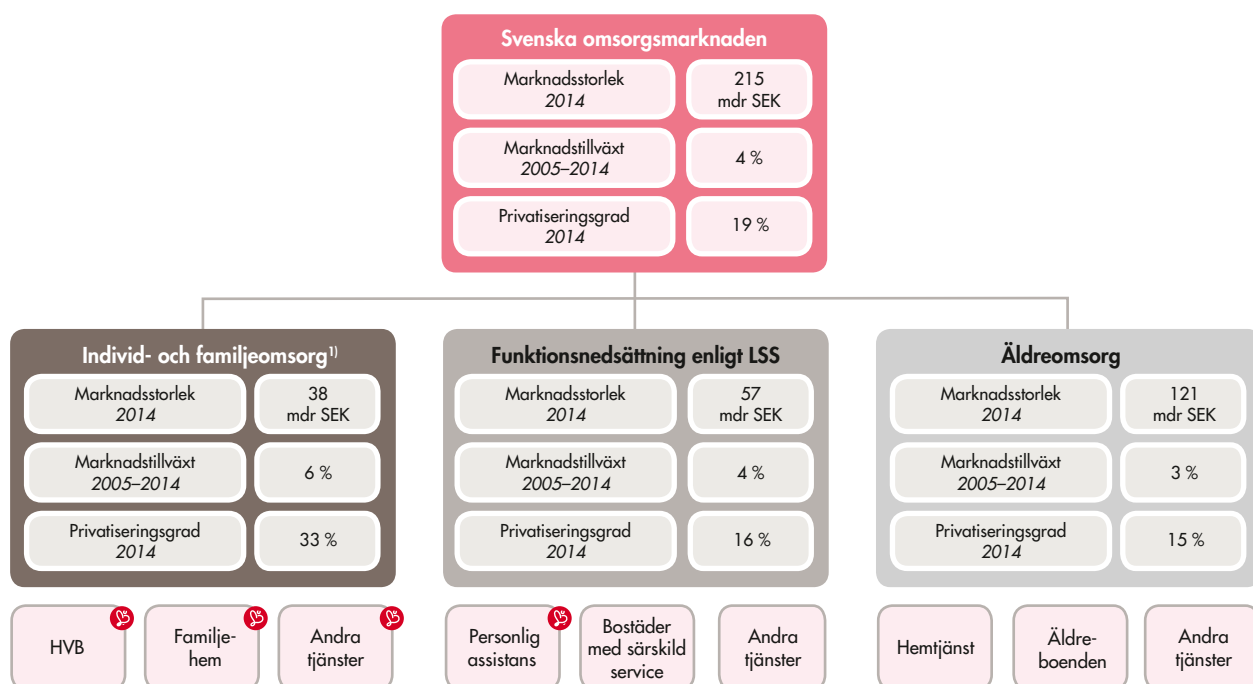 Svenska omsorgsmarknaden
Marknadsstorlek
2014
215
mdr SEK
Marknadstillväxt
2005–2014
4 %
Privatiseringsgrad
2014
19 %
Individ- och familjeomsorg1)
Marknadsstorlek
2014
38
mdr SEK
Marknadstillväxt
2005–2014
6 %
Privatiseringsgrad
2014
33 %
Funktionsnedsättning enligt LSS
Marknadsstorlek
2014
57
mdr SEK
Marknadstillväxt
2005–2014
4 %
Privatiseringsgrad
2014
16 %
Äldreomsorg
Marknadsstorlek
2014
121
mdr SEK
Marknadstillväxt
2005–2014
3 %
Privatiseringsgrad
2014
15 %
HVB
Familje-
hem
Andra
tjänster
Personlig
assistans
Bostäder
med särskild
service
Andra
tjänster
Hemtjänst
Äldre-
boenden
Andra
tjänster